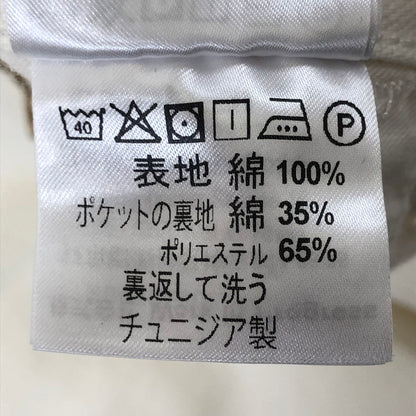 40 P
表地 綿 100%
ポケットの裏地 綿 35%
ポリエステル 65%
裏返して洗う
チュニジア製